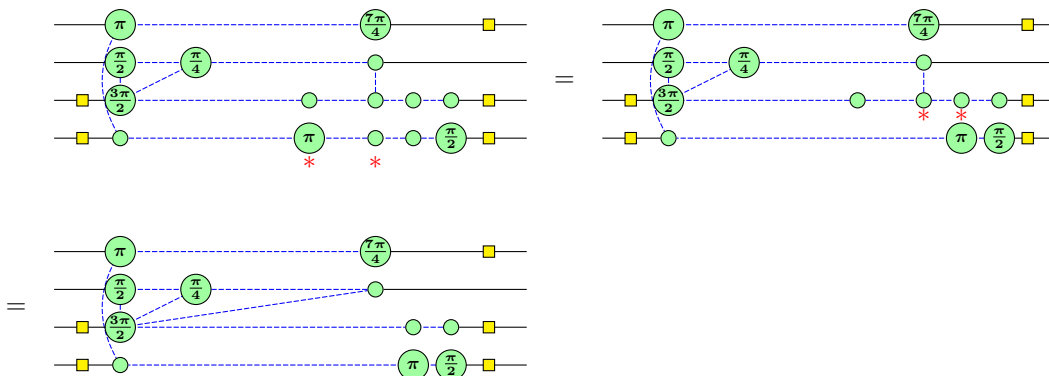 π 7π/4 π
7π/4
π/2 π/4 = π/2 π/4
3π/2 3π/2
* *
π π/2 π π/2
* *
π 7π/4
= π/2 π/4
3π/2
π π/2